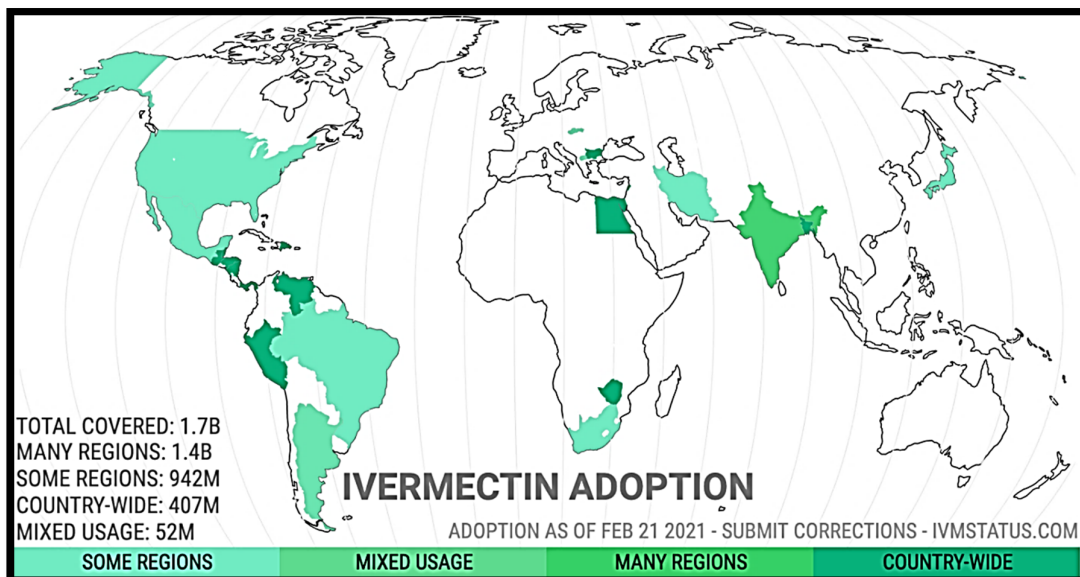 TOTAL COVERED: 1.7B
MANY REGIONS: 1.4B
SOME REGIONS: 942M
COUNTRY-WIDE: 407M
MIXED USAGE: 52M
IVERMECTIN ADOPTION
ADOPTION AS OF FEB 21 2021 - SUBMIT CORRECTIONS - IVMSTATUS.COM
SOME REGIONS
MIXED USAGE
MANY REGIONS
COUNTRY-WIDE